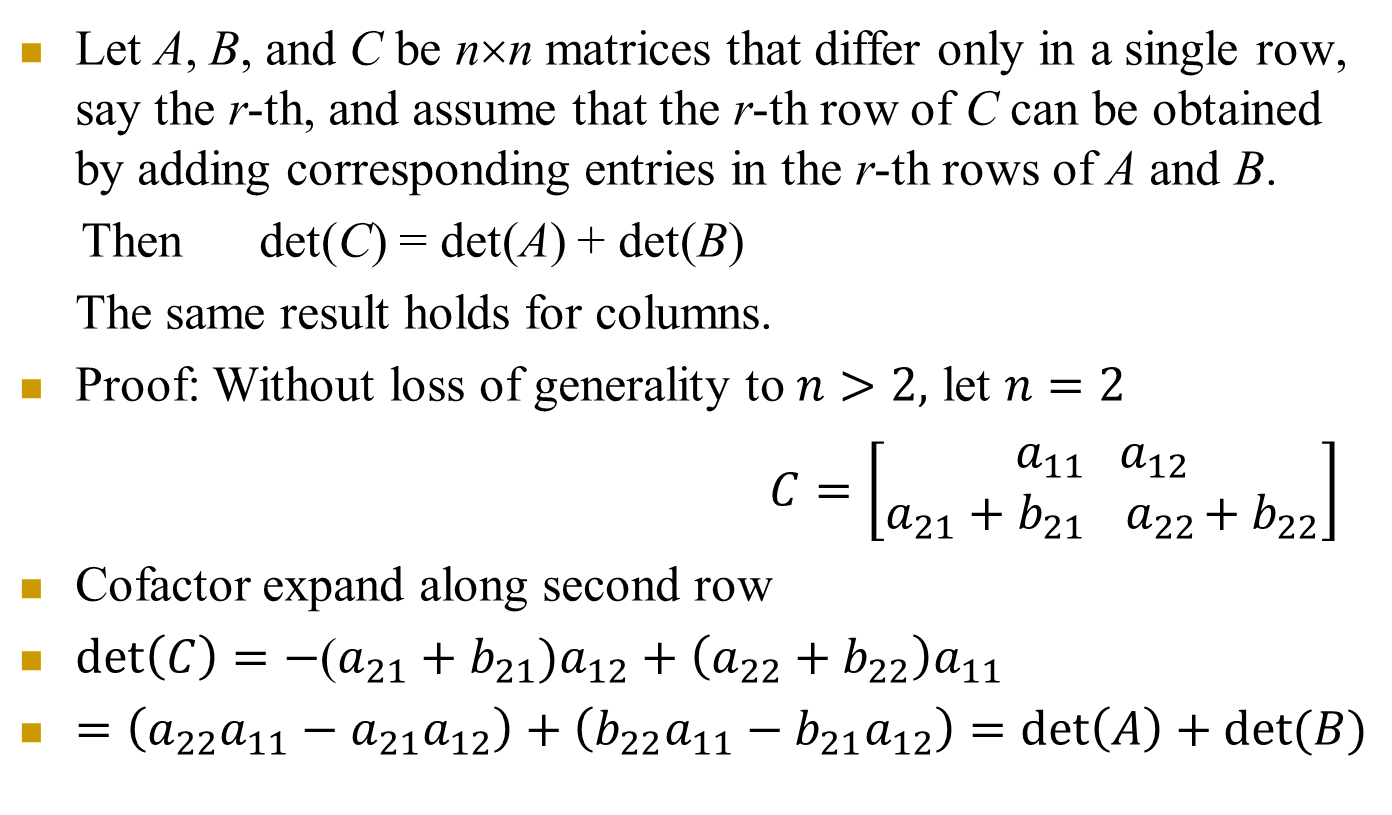 ▪ Let A, B, and C be n×n matrices that differ only in a single row,
say the r-th, and assume that the r-th row of C can be obtained
by adding corresponding entries in the r-th rows of A and B.
Then det(C) = det(A) + det(B)
The same result holds for columns.
▪ Proof: Without loss of generality to n > 2, let n = 2
C = [a₁₁ a₁₂
a₂₁ + b₂₁ a₂₂ + b₂₂]
▪ Cofactor expand along second row
▪ det(C) = −(a₂₁ + b₂₁)a₁₂ + (a₂₂ + b₂₂)a₁₁
▪ = (a₂₂a₁₁ − a₂₁a₁₂) + (b₂₂a₁₁ − b₂₁a₁₂) = det(A) + det(B)